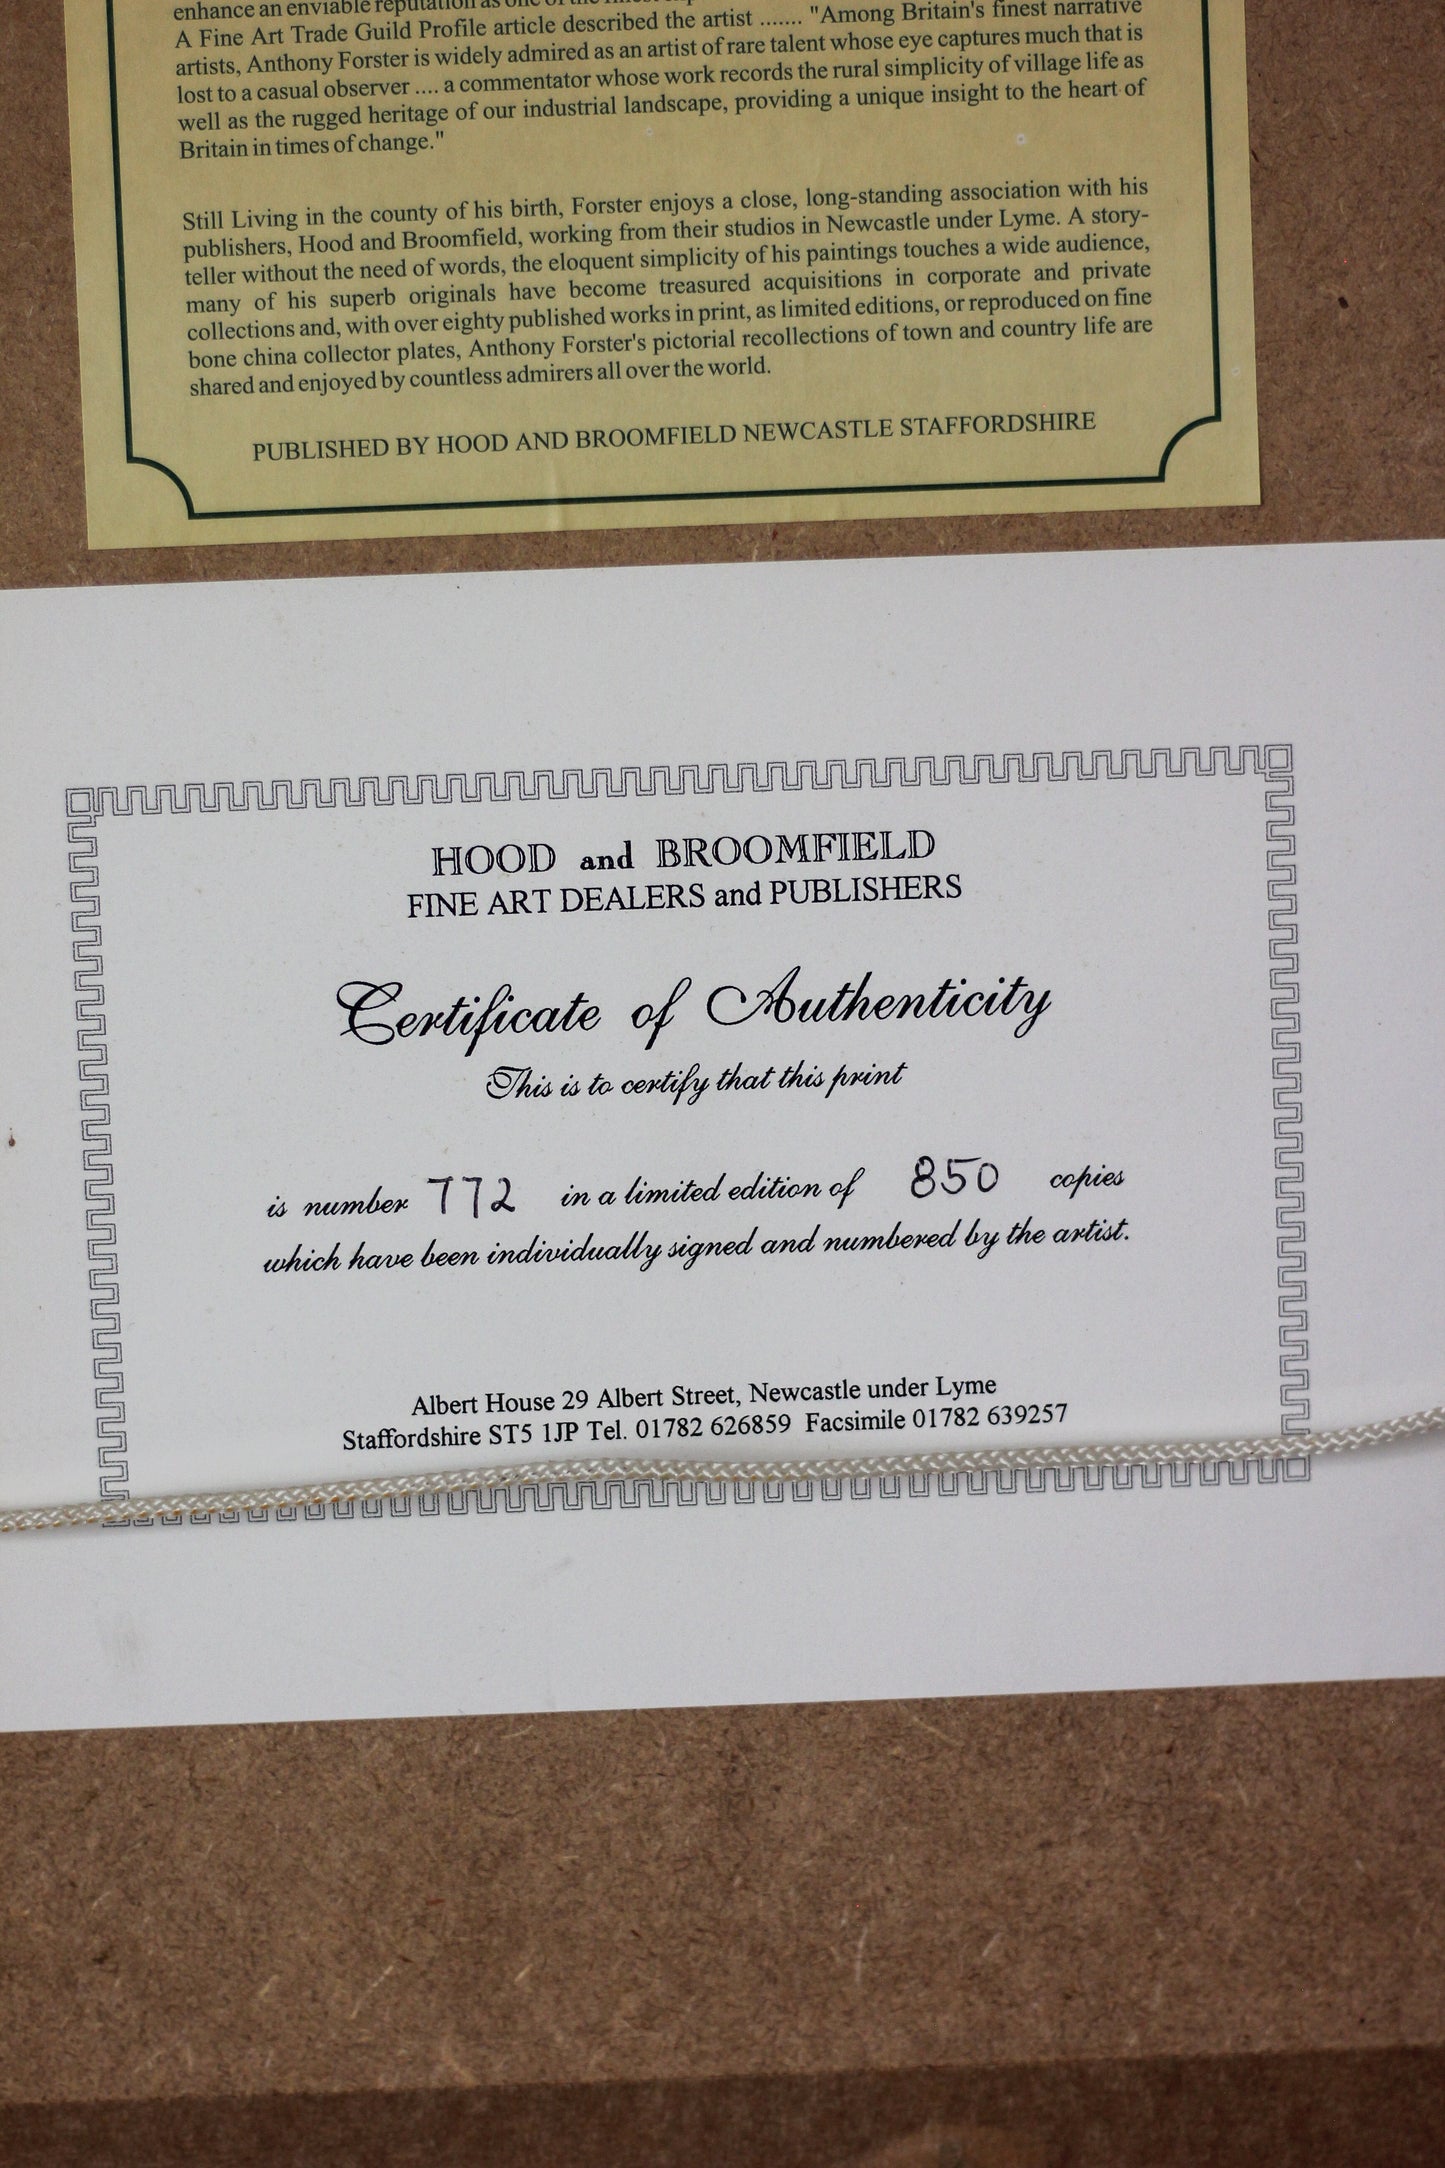 enhance an enviable reputation as one of the finest
A Fine Art Trade Guild Profile article described the artist ....... "Among Britain's finest narrative
artists, Anthony Forster is widely admired as an artist of rare talent whose eye captures much that is
lost to a casual observer .... a commentator whose work records the rural simplicity of village life as
well as the rugged heritage of our industrial landscape, providing a unique insight to the heart of
Britain in times of change."
Still Living in the county of his birth, Forster enjoys a close, long-standing association with his
publishers, Hood and Broomfield, working from their studios in Newcastle under Lyme. A story-
teller without the need of words, the eloquent simplicity of his paintings touches a wide audience,
many of his superb originals have become treasured acquisitions in corporate and private
collections and, with over eighty published works in print, as limited editions, or reproduced on fine
bone china collector plates, Anthony Forster's pictorial recollections of town and country life are
shared and enjoyed by countless admirers all over the world.
PUBLISHED BY HOOD AND BROOMFIELD NEWCASTLE STAFFORDSHIRE
HOOD and BROOMFIELD
FINE ART DEALERS and PUBLISHERS
Certificate of Authenticity
This is to certify that this print
is number 772 in a limited edition of 850 copies
which have been individually signed and numbered by the artist.
Albert House 29 Albert Street, Newcastle under Lyme
Staffordshire ST5 1JP Tel. 01782 626859 Facsimile 01782 639257